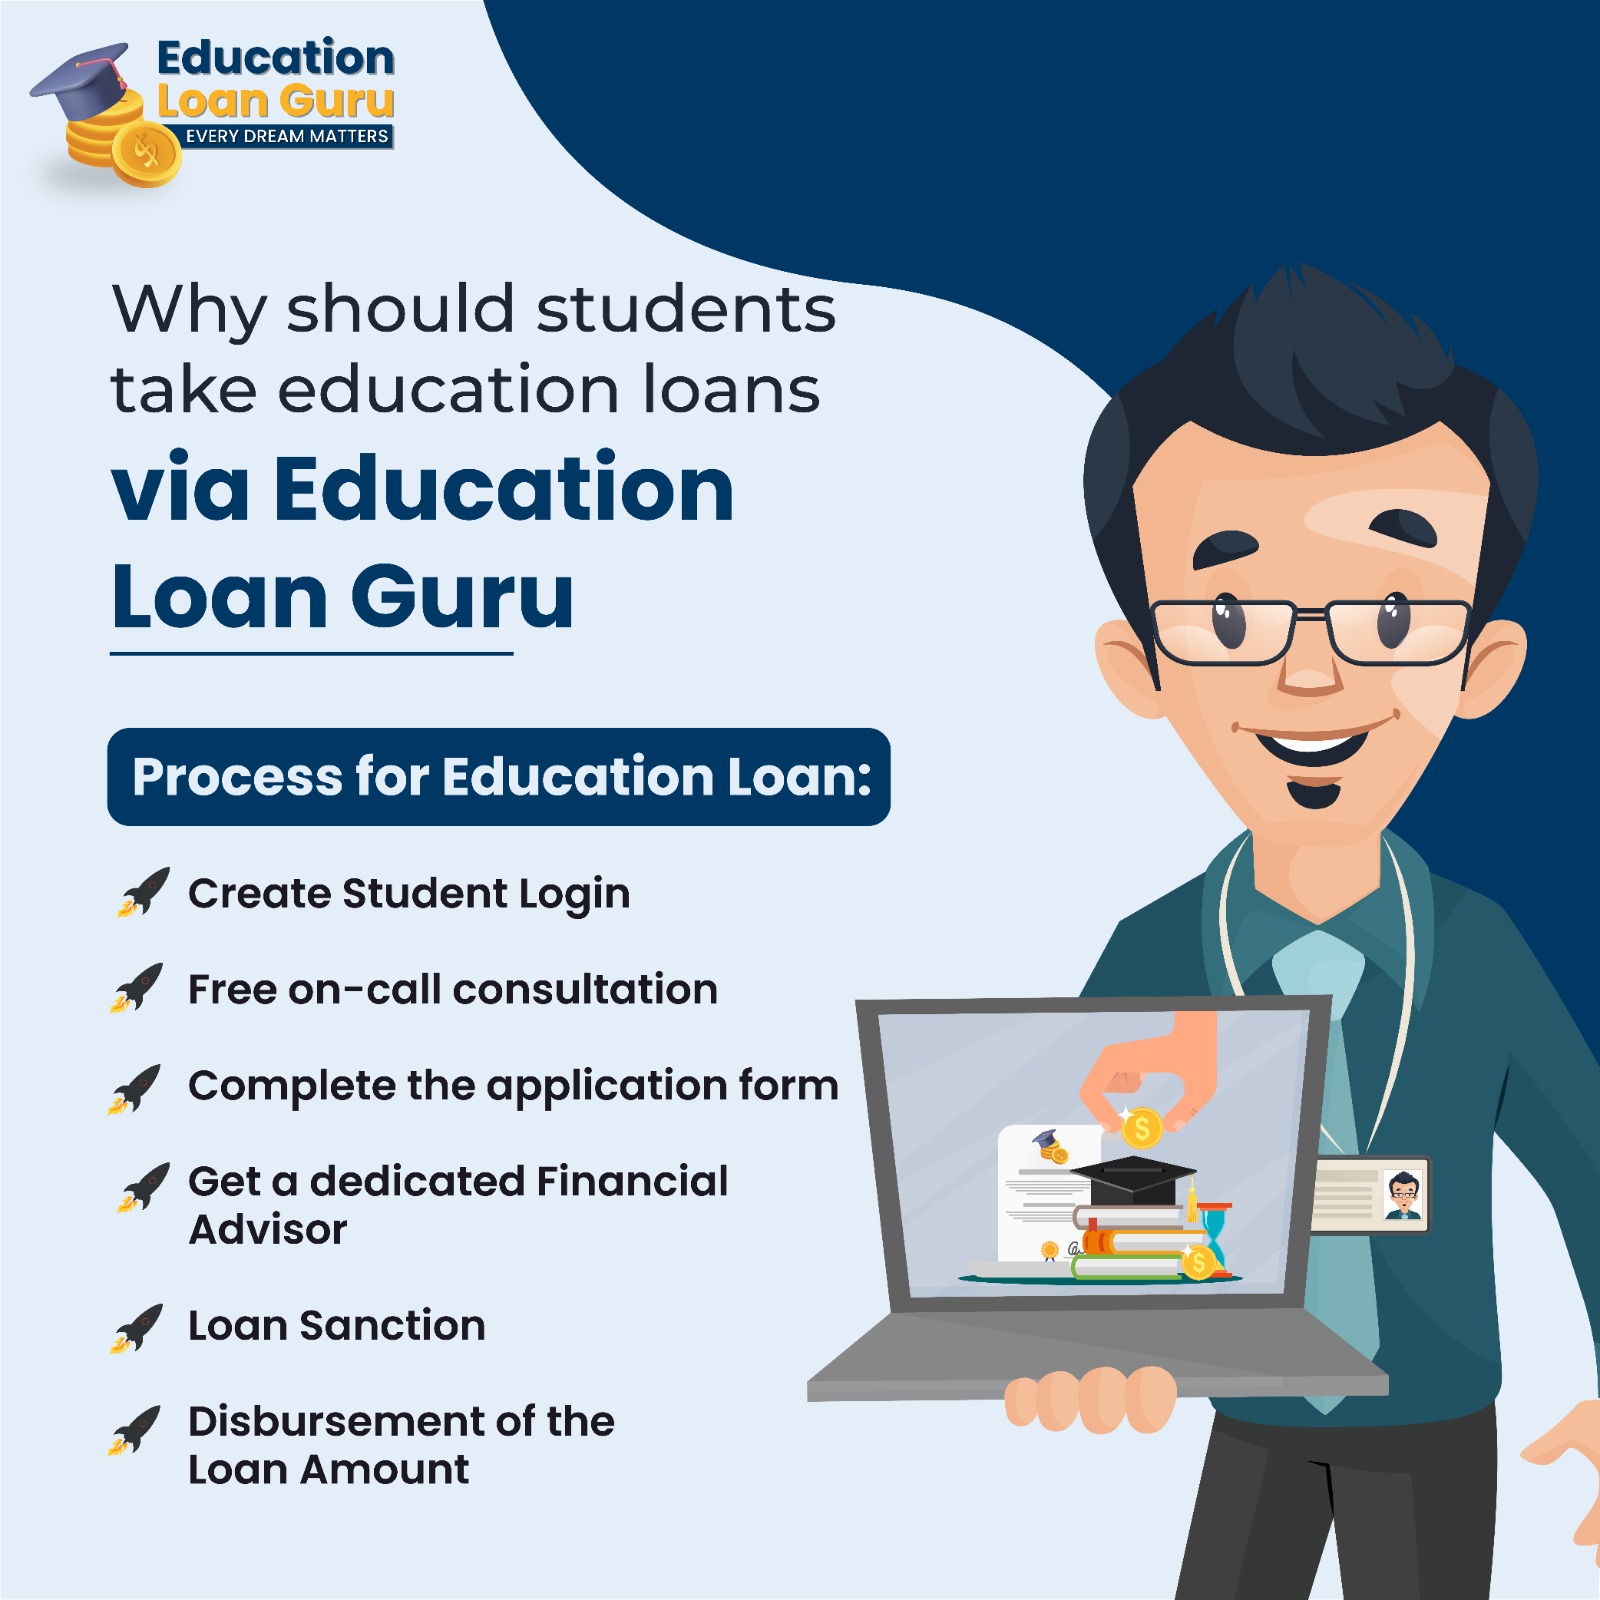 Education
Loan Guru
EVERY DREAM MATTERS
Why should students
take education loans
via Education
Loan Guru
Process for Education Loan:
Create Student Login
Free on-call consultation
Complete the application form
Get a dedicated Financial
Advisor
Loan Sanction
Disbursement of the
Loan Amount